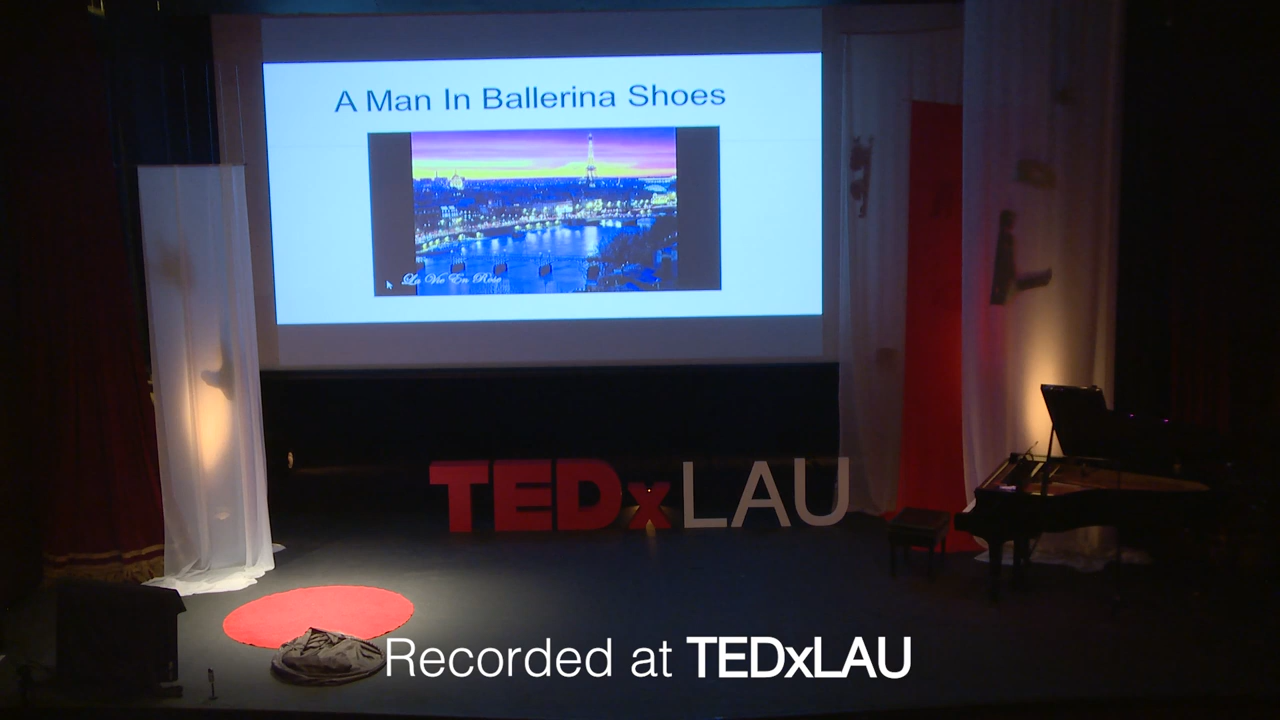 A Man In Ballerina Shoes
La Vie En Rose
TEDxLAU
Recorded at TEDxLAU